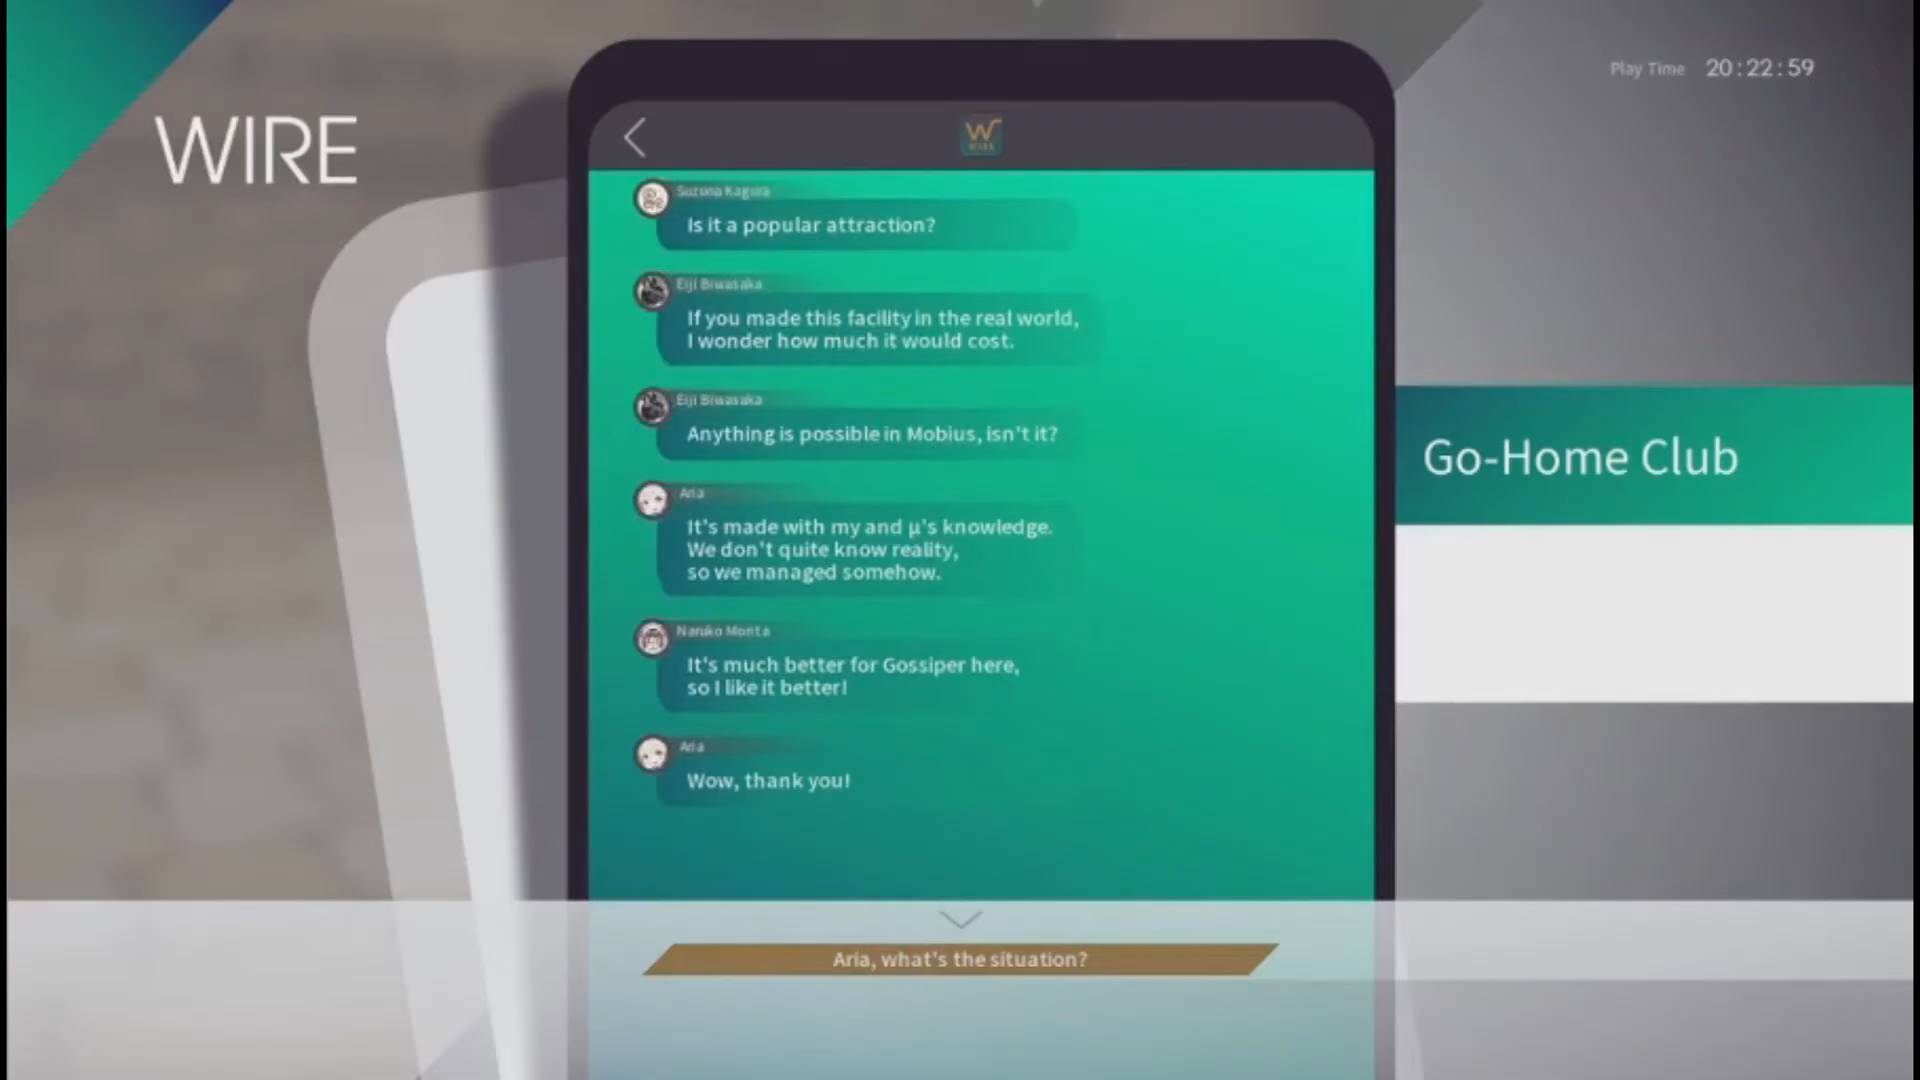 WIRE
Play Time 20:22:59
W
WIRE
Suzuna Kagura
Is it a popular attraction?
Eiji Biwasaka
If you made this facility in the real world,
I wonder how much it would cost.
Eiji Biwasaka
Anything is possible in Mobius, isn't it?
Aria
It's made with my and μ's knowledge.
We don't quite know reality,
so we managed somehow.
Naruko Morita
It's much better for Gossiper here,
so I like it better!
Aria
Wow, thank you!
Go-Home Club
Aria, what's the situation?